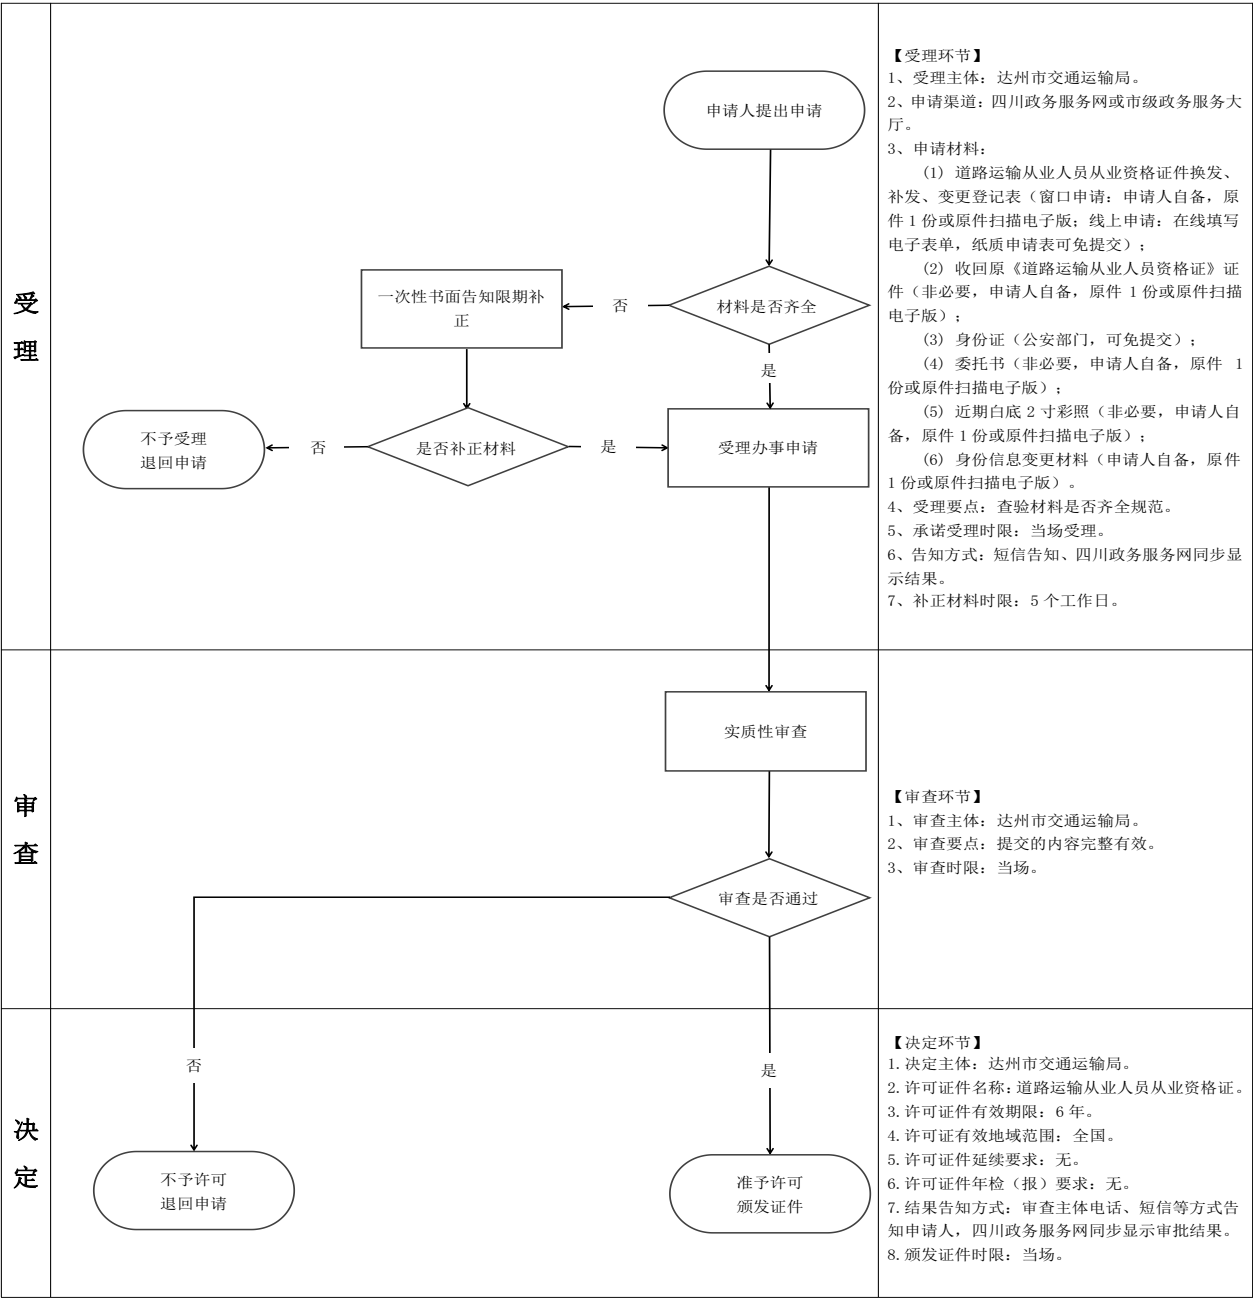 受
理
申请人提出申请
材料是否齐全
否
一次性书面告知限期补
正
是
是否补正材料
否
不予受理
退回申请
是
受理办事申请
【受理环节】
1、受理主体：达州市交通运输局。
2、申请渠道：四川政务服务网或市级政务服务大
厅。
3、申请材料：
(1) 道路运输从业人员从业资格证件换发、
补发、变更登记表（窗口申请：申请人自备，原
件 1 份或原件扫描电子版；线上申请：在线填写
电子表单，纸质申请表可免提交）；
(2) 收回原《道路运输从业人员资格证》证
件（非必要，申请人自备，原件 1 份或原件扫描
电子版）；
(3) 身份证（公安部门，可免提交）；
(4) 委托书（非必要，申请人自备，原件 1
份或原件扫描电子版）；
(5) 近期白底 2 寸彩照（非必要，申请人自
备，原件 1 份或原件扫描电子版）；
(6) 身份信息变更材料（申请人自备，原件
1 份或原件扫描电子版）。
4、受理要点：查验材料是否齐全规范。
5、承诺受理时限：当场受理。
6、告知方式：短信告知、四川政务服务网同步显
示结果。
7、补正材料时限：5 个工作日。
审
查
实质性审查
审查是否通过
【审查环节】
1、审查主体：达州市交通运输局。
2、审查要点：提交的内容完整有效。
3、审查时限：当场。
决
定
否
不予许可
退回申请
是
准予许可
颁发证件
【决定环节】
1.决定主体：达州市交通运输局。
2.许可证件名称：道路运输从业人员从业资格证。
3.许可证件有效期限：6 年。
4.许可证有效地域范围：全国。
5.许可证件延续要求：无。
6.许可证件年检（报）要求：无。
7.结果告知方式：审查主体电话、短信等方式告
知申请人，四川政务服务网同步显示审批结果。
8.颁发证件时限：当场。